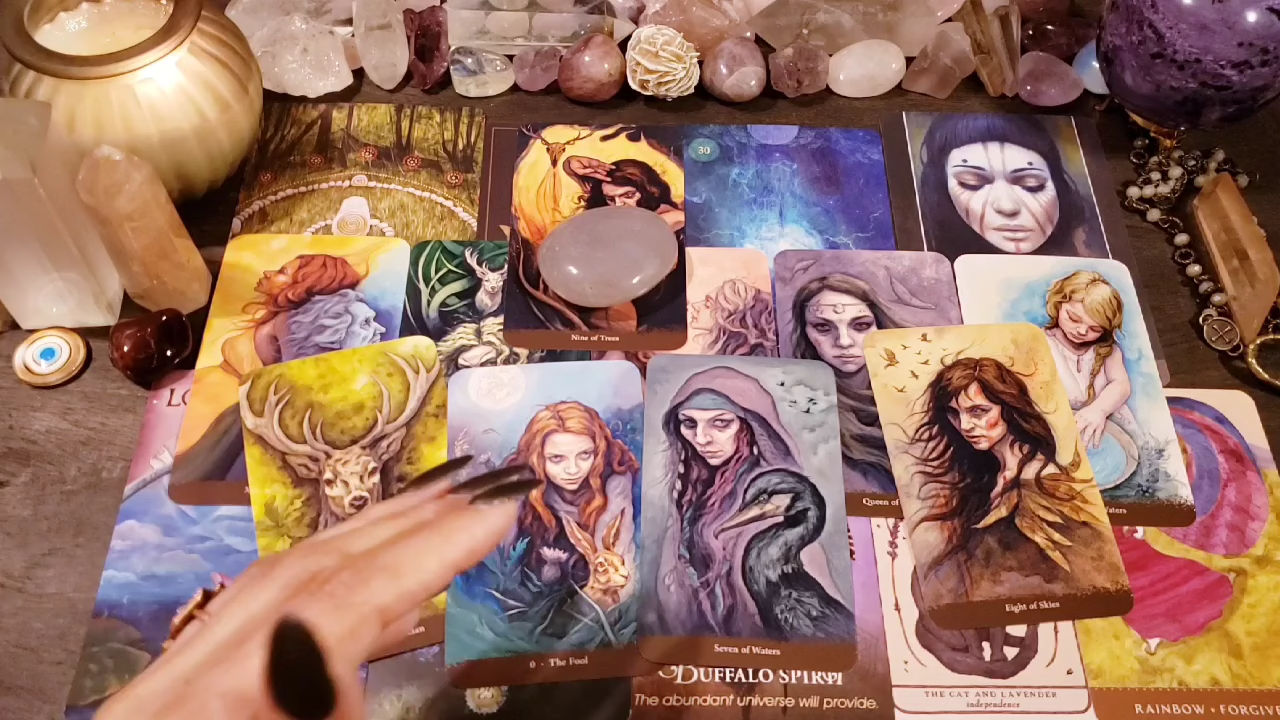 30
Nine of Trees
Queen of
Waters
Eight of Skies
0 - The Fool
Seven of Waters
BUFFALO SPIRIT
The abundant universe will provide.
THE CAT AND LAVENDER
independence
RAINBOW • FORGIVE